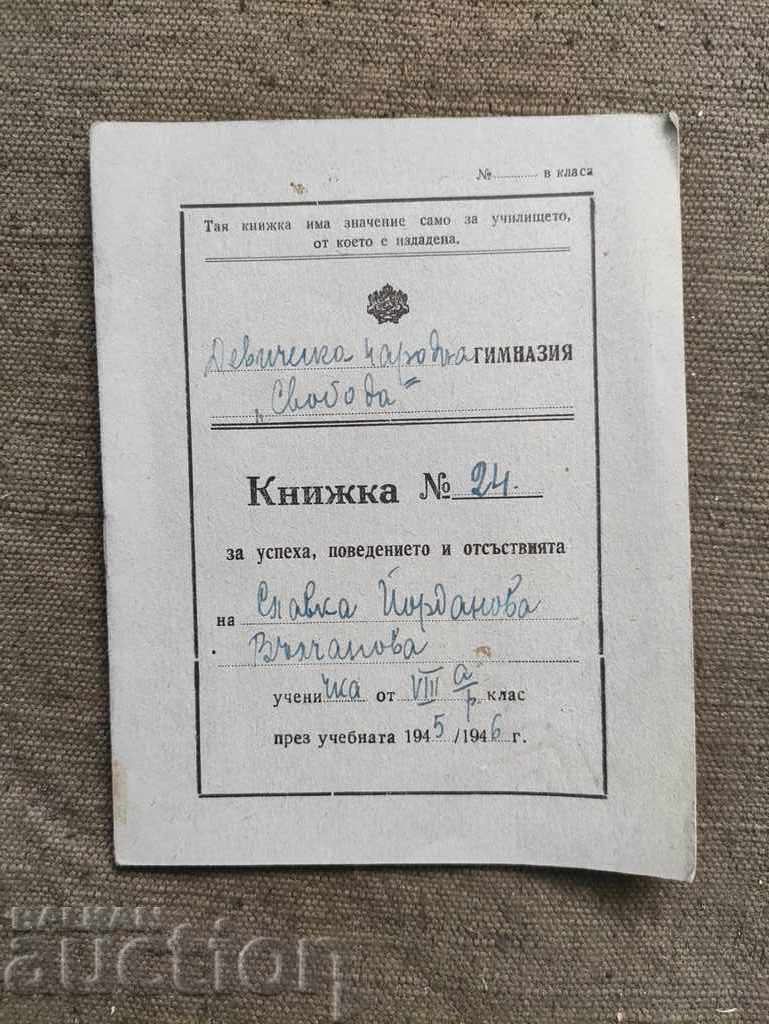 № ............ в класа
Тая книжка има значение само за училището,
от което е издадена.
Девическа народна ГИМНАЗИЯ
„Свобода“
Книжка № 24.
за успеха, поведението и отсъствията
на Славка Йорданова
Вълчанова
ученичка от VIII а/р клас
през учебната 1945/1946 г.
BALKAN
auction